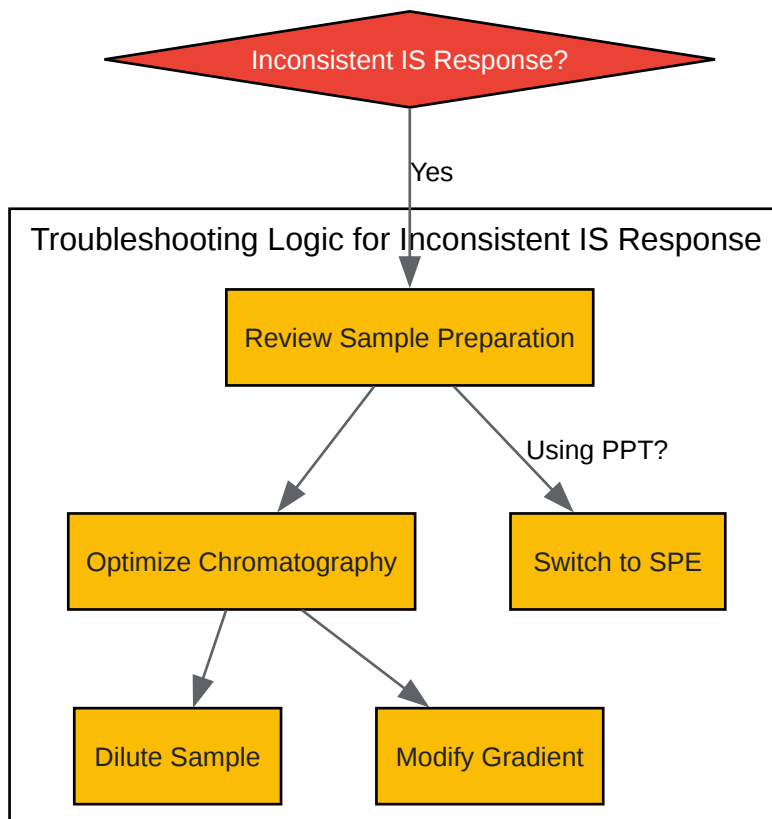 Inconsistent IS Response?
Yes
Troubleshooting Logic for Inconsistent IS Response
Review Sample Preparation
Using PPT?
Optimize Chromatography
Switch to SPE
Dilute Sample
Modify Gradient